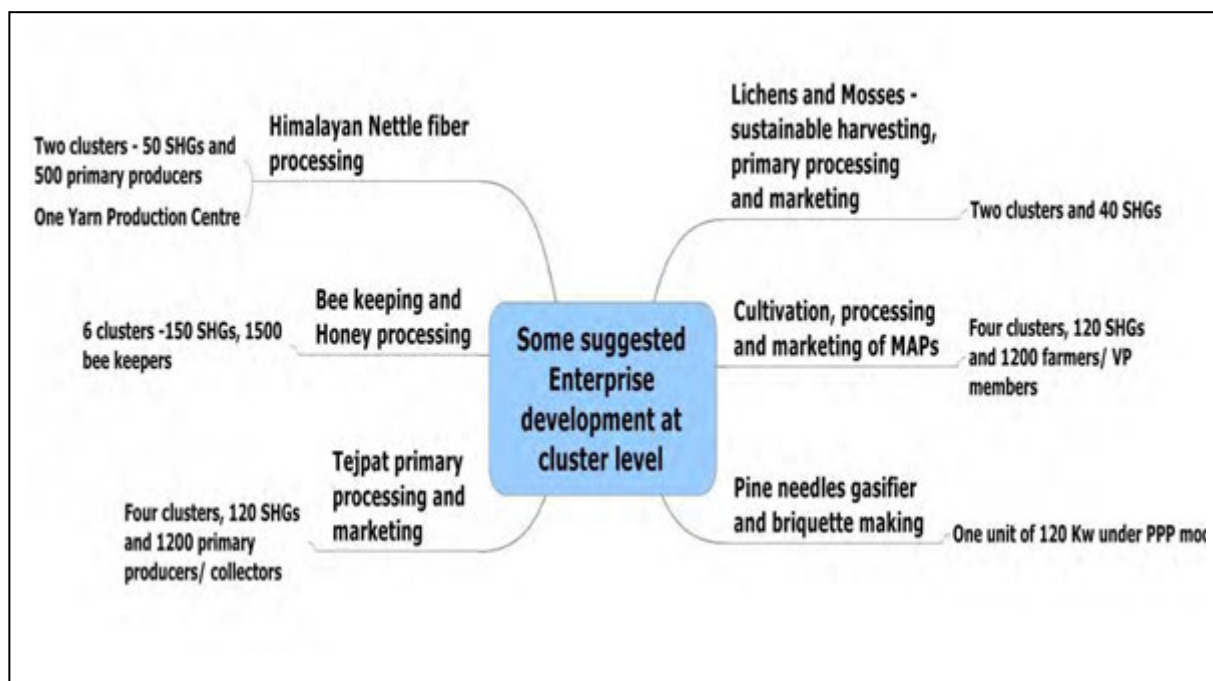 Some suggested
Enterprise
development at
cluster level
Himalayan Nettle fiber
processing
Two clusters - 50 SHGs and
500 primary producers
One Yarn Production Centre
Bee keeping and
Honey processing
6 clusters -150 SHGs, 1500
bee keepers
Tejpat primary
processing and
marketing
Four clusters, 120 SHGs
and 1200 primary
producers/ collectors
Lichens and Mosses -
sustainable harvesting,
primary processing
and marketing
Two clusters and 40 SHGs
Cultivation, processing
and marketing of MAPs
Four clusters, 120 SHGs
and 1200 farmers/ VP
members
Pine needles gasifier
and briquette making
One unit of 120 Kw under PPP